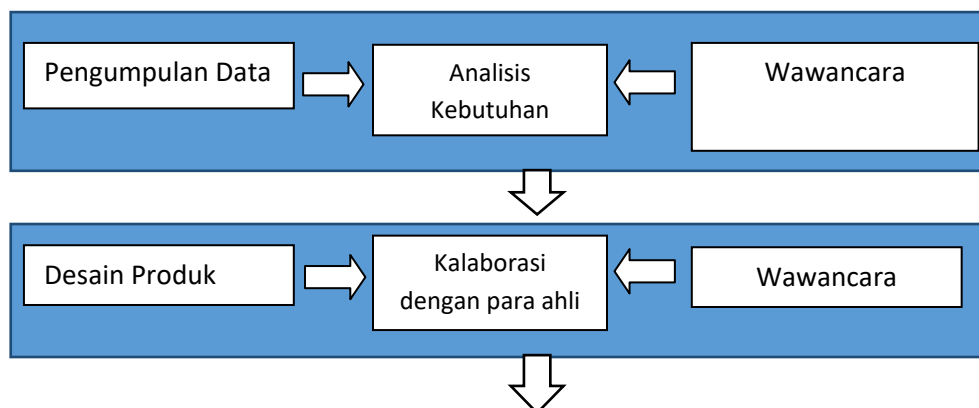 Pengumpulan Data
Analisis
Kebutuhan
Wawancara
Desain Produk
Kalaborasi
dengan para ahli
Wawancara